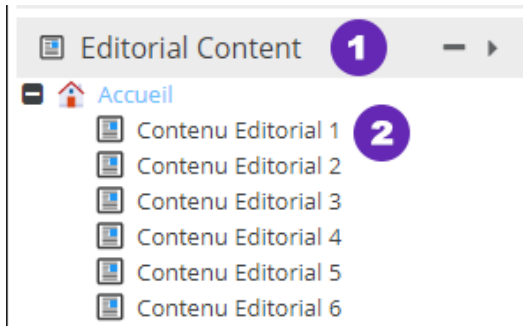 Editorial Content 1
Accueil
Contenu Editorial 1 2
Contenu Editorial 2
Contenu Editorial 3
Contenu Editorial 4
Contenu Editorial 5
Contenu Editorial 6